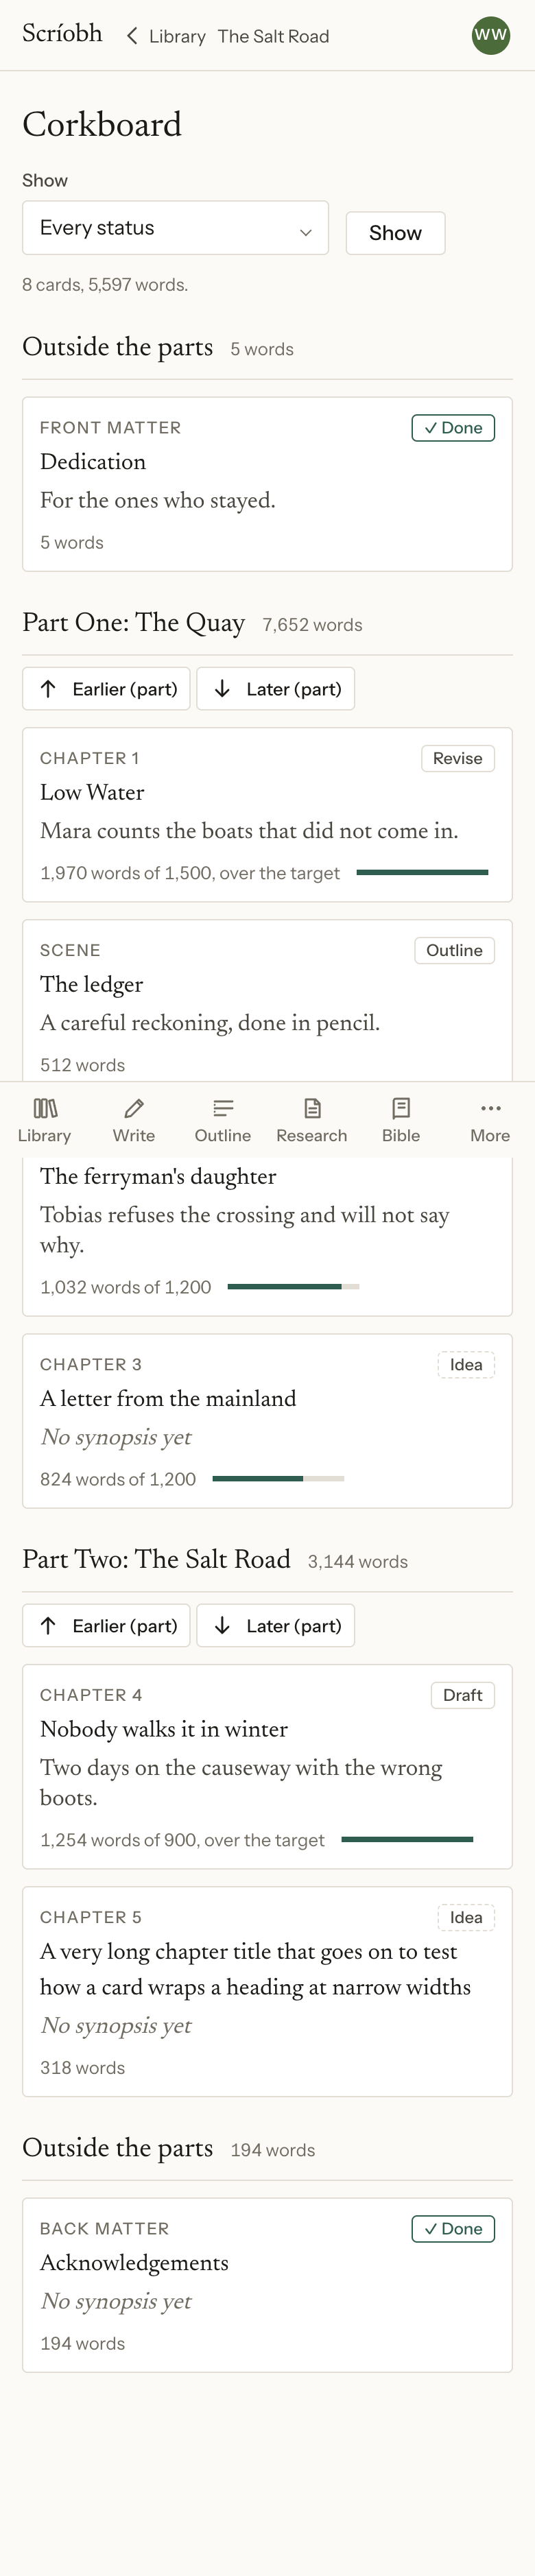 Scríobh
Library The Salt Road
WW
Corkboard
Show
Every status
Show
8 cards, 5,597 words.
Outside the parts 5 words
FRONT MATTER
Done
Dedication
For the ones who stayed.
5 words
Part One: The Quay 7,652 words
Earlier (part)
Later (part)
CHAPTER 1
Revise
Low Water
Mara counts the boats that did not come in.
1,970 words of 1,500, over the target
SCENE
Outline
The ledger
A careful reckoning, done in pencil.
512 words
Library
Write
Outline
Research
Bible
More
The ferryman's daughter
Tobias refuses the crossing and will not say
why.
1,032 words of 1,200
CHAPTER 3
Idea
A letter from the mainland
No synopsis yet
824 words of 1,200
Part Two: The Salt Road 3,144 words
Earlier (part)
Later (part)
CHAPTER 4
Draft
Nobody walks it in winter
Two days on the causeway with the wrong
boots.
1,254 words of 900, over the target
CHAPTER 5
Idea
A very long chapter title that goes on to test
how a card wraps a heading at narrow widths
No synopsis yet
318 words
Outside the parts 194 words
BACK MATTER
Done
Acknowledgements
No synopsis yet
194 words